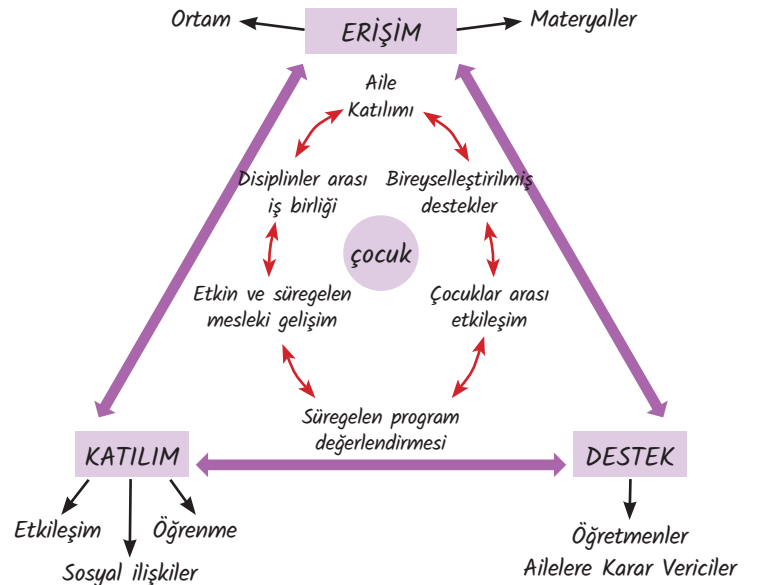 Ortam
ERİŞİM
Materyaller
Aile
Katılımı
Disiplinler arası
iş birliği
Bireyselleştirilmiş
destekler
çocuk
Etkin ve süregelen
mesleki gelişim
Çocuklar arası
etkileşim
Süregelen program
değerlendirmesi
KATILIM
DESTEK
Etkileşim
Öğrenme
Sosyal ilişkiler
Öğretmenler
Ailelere Karar Vericiler